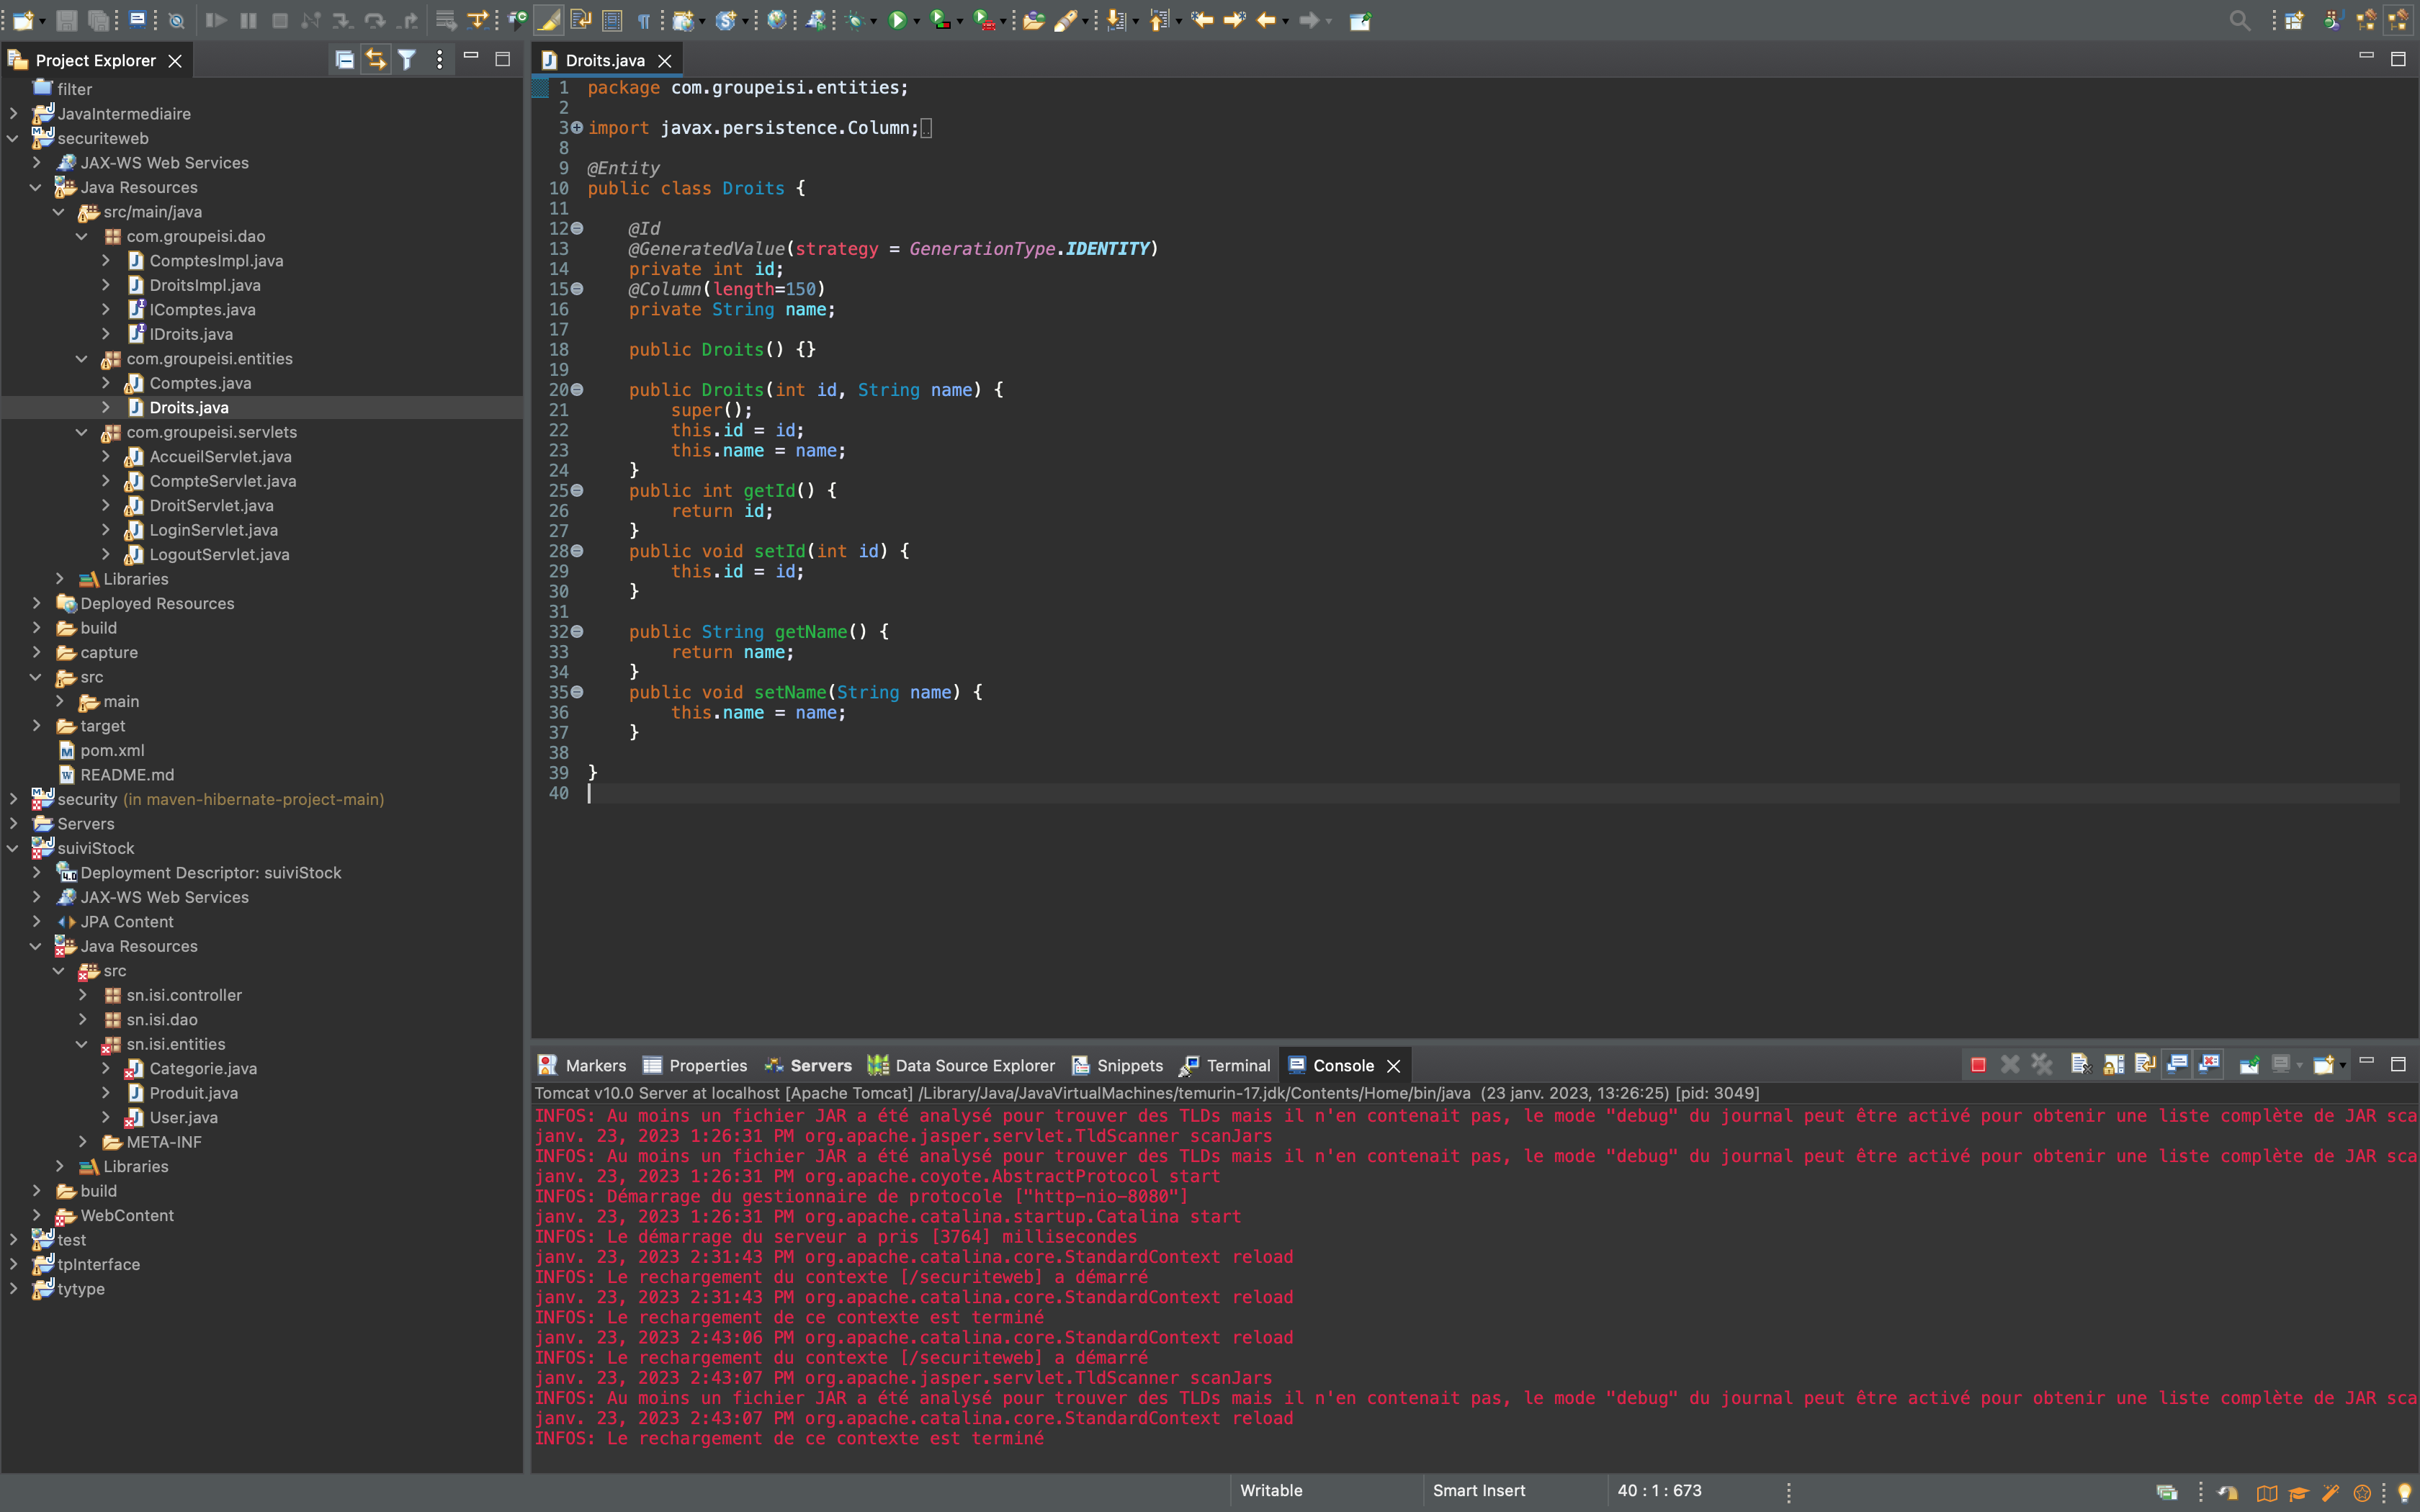 Project Explorer
filter
JavaIntermediaire
securiteweb
JAX-WS Web Services
Java Resources
src/main/java
com.groupeisi.dao
ComptesImpl.java
DroitsImpl.java
IComptes.java
IDroits.java
com.groupeisi.entities
Comptes.java
Droits.java
com.groupeisi.servlets
AccueilServlet.java
CompteServlet.java
DroitServlet.java
LoginServlet.java
LogoutServlet.java
Libraries
Deployed Resources
build
capture
src
main
target
pom.xml
README.md
security (in maven-hibernate-project-main)
Servers
suiviStock
Deployment Descriptor: suiviStock
JAX-WS Web Services
JPA Content
Java Resources
src
sn.isi.controller
sn.isi.dao
sn.isi.entities
Categorie.java
Produit.java
User.java
META-INF
Libraries
build
WebContent
test
tpInterface
tytype
Droits.java
1 package com.groupeisi.entities;
2
3 import javax.persistence.Column;
8
9 @Entity
10 public class Droits {
11
12 @Id
13 @GeneratedValue(strategy = GenerationType.IDENTITY)
14 private int id;
15 @Column(length=150)
16 private String name;
17
18 public Droits() {}
19
20 public Droits(int id, String name) {
21 super();
22 this.id = id;
23 this.name = name;
24 }
25 public int getId() {
26 return id;
27 }
28 public void setId(int id) {
29 this.id = id;
30 }
31
32 public String getName() {
33 return name;
34 }
35 public void setName(String name) {
36 this.name = name;
37 }
38
39 }
40
Markers Properties Servers Data Source Explorer Snippets Terminal Console
Tomcat v10.0 Server at localhost [Apache Tomcat] /Library/Java/JavaVirtualMachines/temurin-17.jdk/Contents/Home/bin/java (23 janv. 2023, 13:26:25) [pid: 3049]
INFOS: Au moins un fichier JAR a été analysé pour trouver des TLDs mais il n'en contenait pas, le mode "debug" du journal peut être activé pour obtenir une liste complète de JAR sca
janv. 23, 2023 1:26:31 PM org.apache.jasper.servlet.TldScanner scanJars
INFOS: Au moins un fichier JAR a été analysé pour trouver des TLDs mais il n'en contenait pas, le mode "debug" du journal peut être activé pour obtenir une liste complète de JAR sca
janv. 23, 2023 1:26:31 PM org.apache.coyote.AbstractProtocol start
INFOS: Démarrage du gestionnaire de protocole ["http-nio-8080"]
janv. 23, 2023 1:26:31 PM org.apache.catalina.startup.Catalina start
INFOS: Le démarrage du serveur a pris [3764] millisecondes
janv. 23, 2023 2:31:43 PM org.apache.catalina.core.StandardContext reload
INFOS: Le rechargement du contexte [/securiteweb] a démarré
janv. 23, 2023 2:31:43 PM org.apache.catalina.core.StandardContext reload
INFOS: Le rechargement de ce contexte est terminé
janv. 23, 2023 2:43:06 PM org.apache.catalina.core.StandardContext reload
INFOS: Le rechargement du contexte [/securiteweb] a démarré
janv. 23, 2023 2:43:07 PM org.apache.jasper.servlet.TldScanner scanJars
INFOS: Au moins un fichier JAR a été analysé pour trouver des TLDs mais il n'en contenait pas, le mode "debug" du journal peut être activé pour obtenir une liste complète de JAR sca
janv. 23, 2023 2:43:07 PM org.apache.catalina.core.StandardContext reload
INFOS: Le rechargement de ce contexte est terminé
Writable Smart Insert 40 : 1 : 673